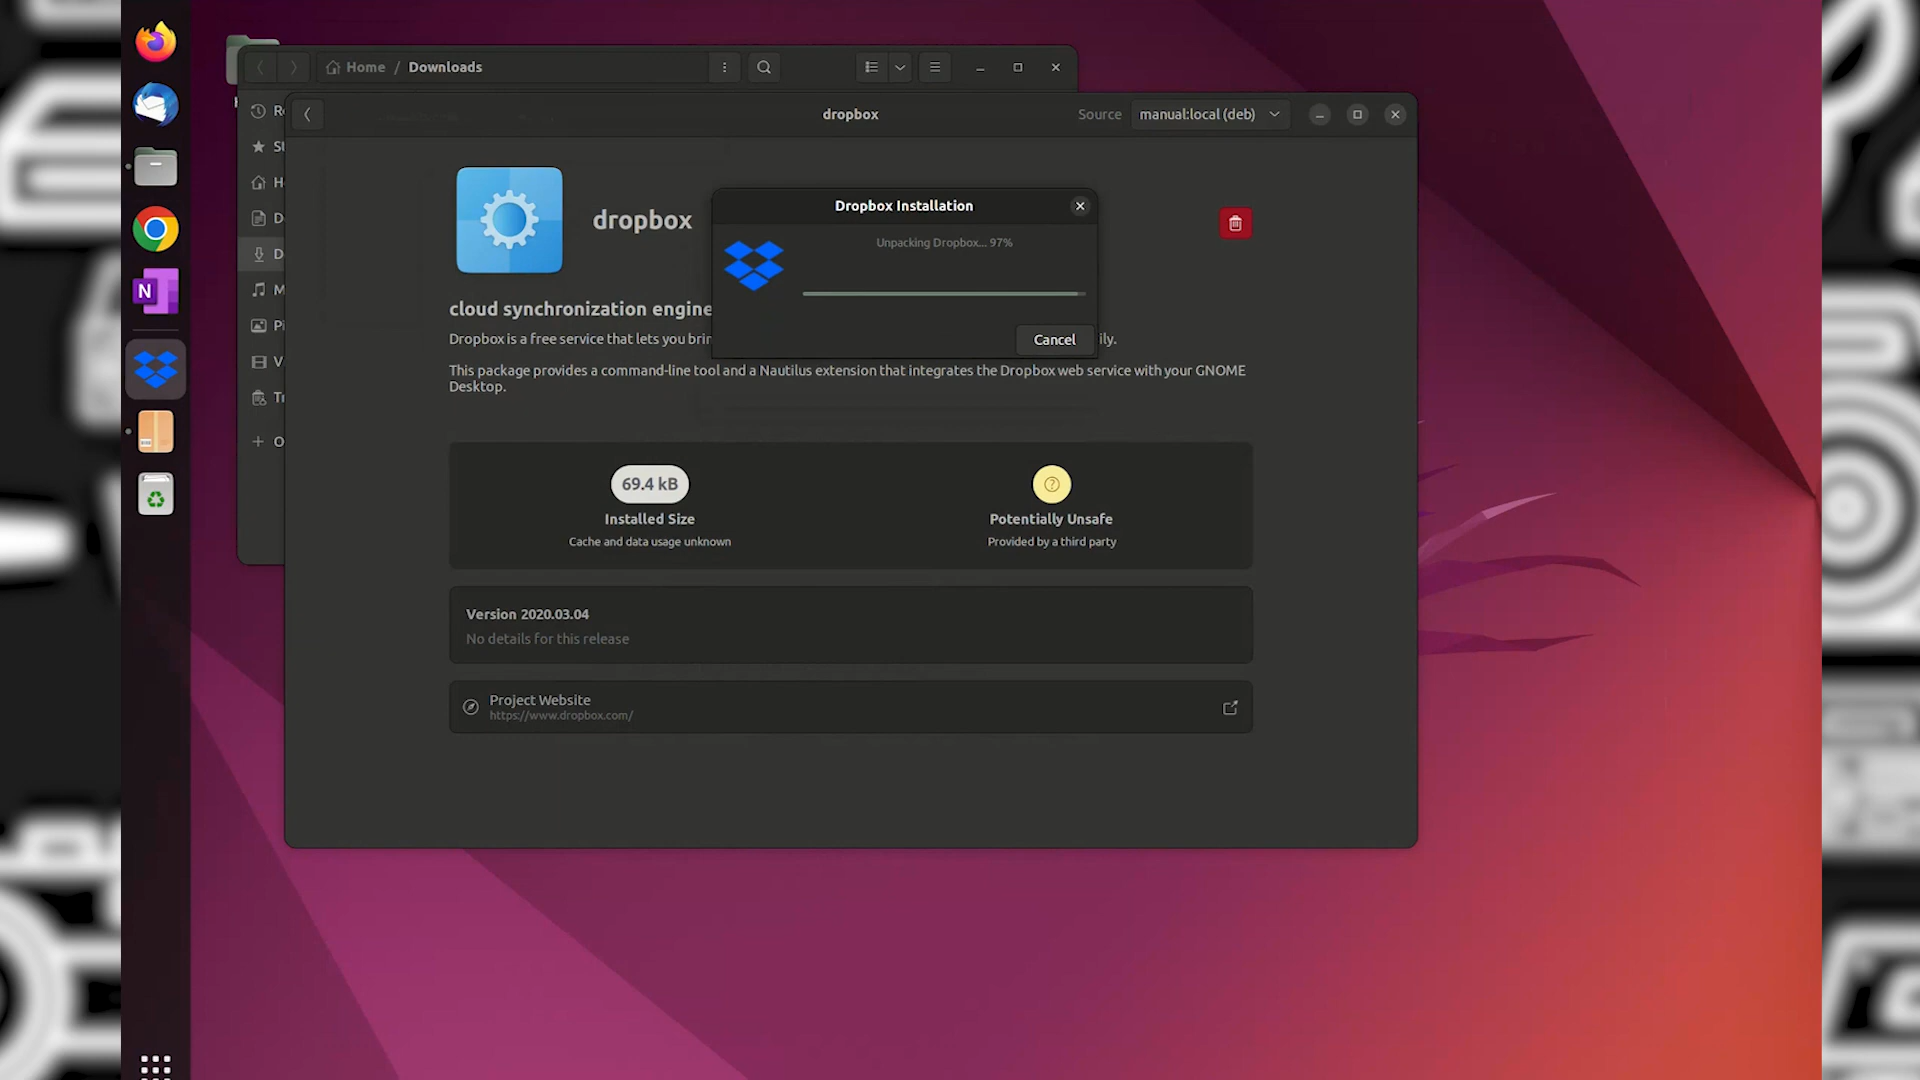 Home / Downloads
dropbox
Source manual:local (deb)
dropbox
Dropbox Installation
Unpacking Dropbox... 97%
Cancel
cloud synchronization engine
Dropbox is a free service that lets you brin
ily.
This package provides a command-line tool and a Nautilus extension that integrates the Dropbox web service with your GNOME
Desktop.
69.4 kB
Installed Size
Cache and data usage unknown
?
Potentially Unsafe
Provided by a third party
Version 2020.03.04
No details for this release
Project Website
https://www.dropbox.com/
N
R
St
H
D
D
M
Pi
V
Tr
+ O